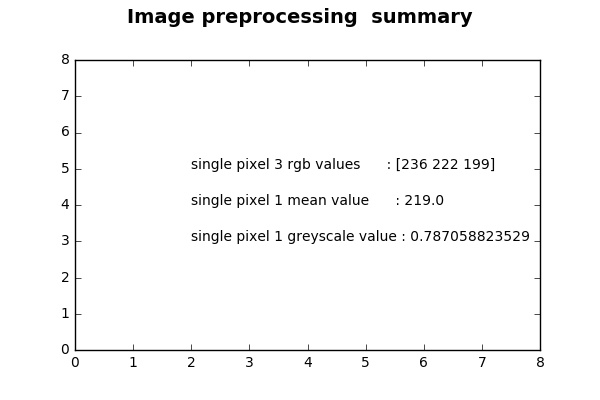 Image preprocessing  summary
8
7
6
5
4
3
2
1
0
single pixel 3 rgb values      : [236 222 199]
single pixel 1 mean value      : 219.0
single pixel 1 greyscale value : 0.787058823529
0 1 2 3 4 5 6 7 8